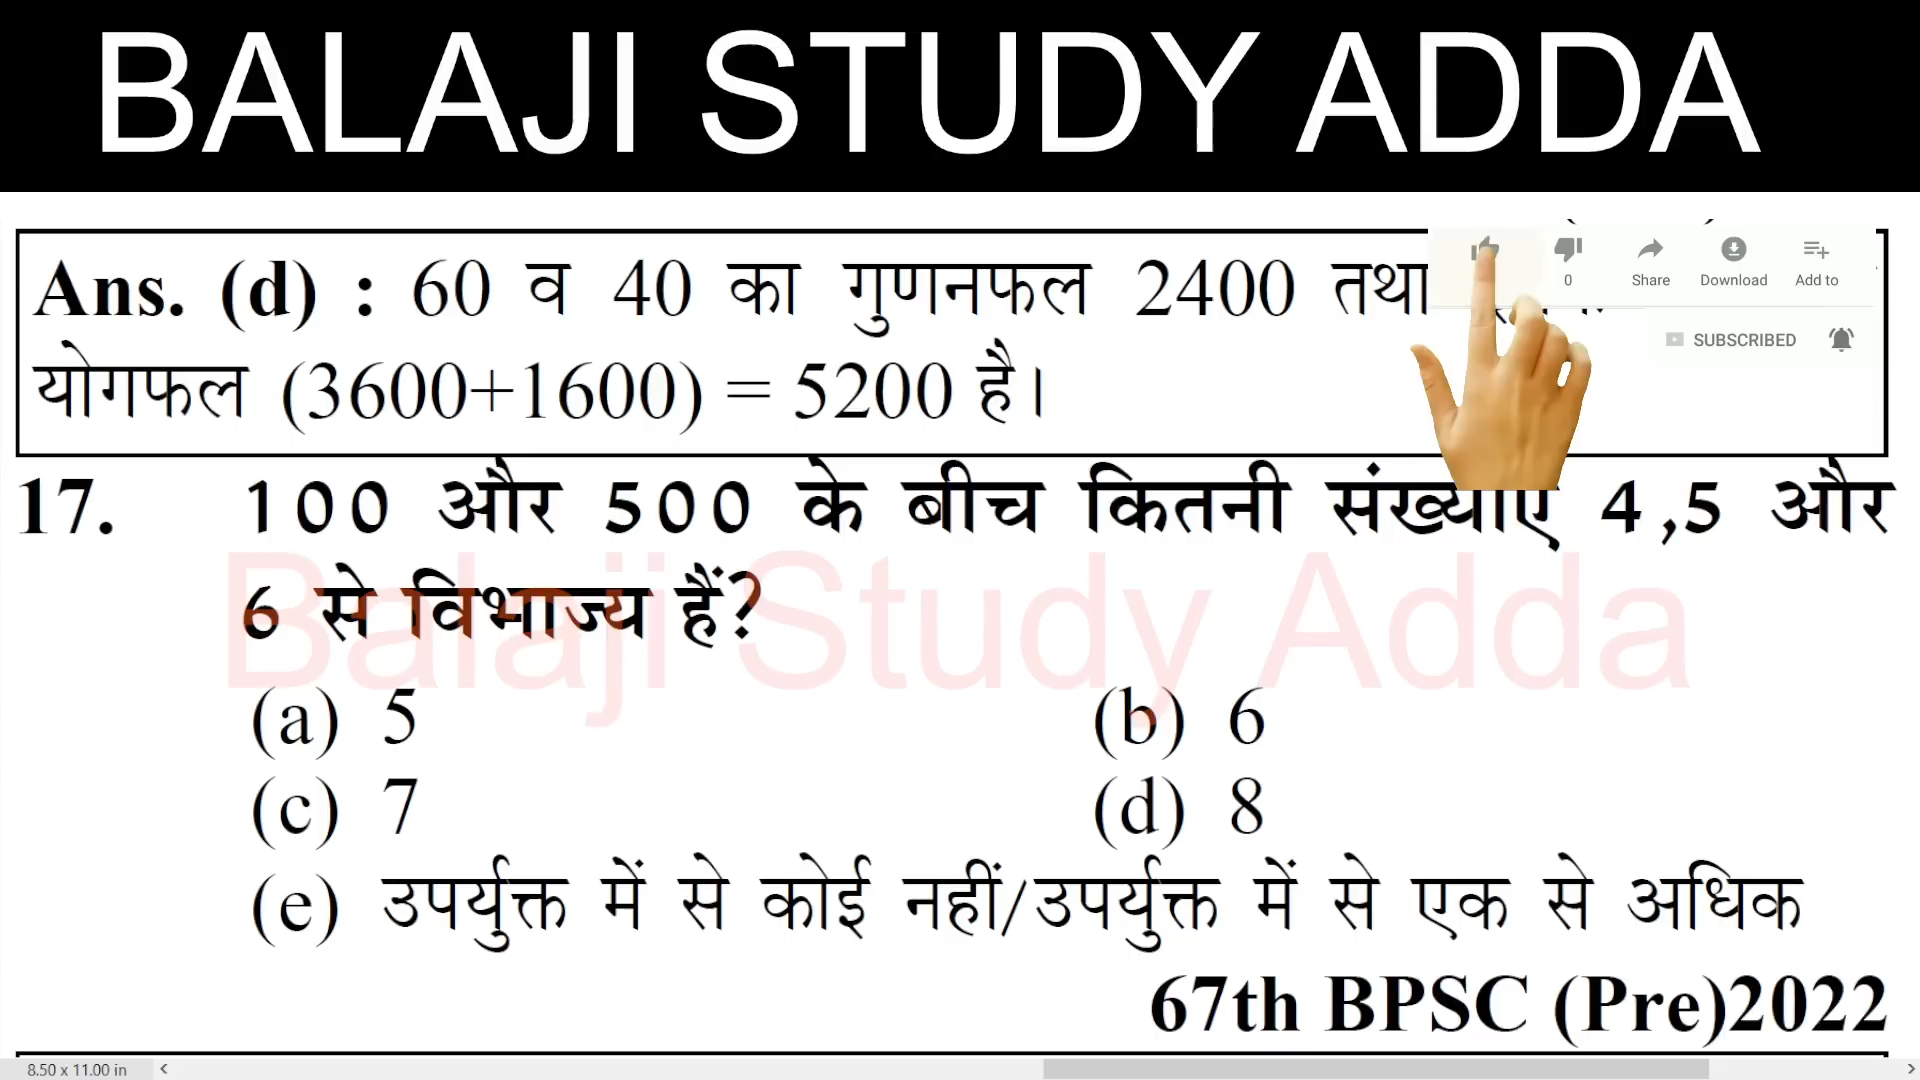 BALAJI STUDY ADDA
Ans. (d) : 60 व 40 का गुणनफल 2400 तथा
योगफल (3600+1600) = 5200 है।
0 Share Download Add to
SUBSCRIBED
17. 100 और 500 के बीच कितनी संख्याएं 4,5 और
6 से विभाज्य हैं?
Balaji Study Adda
(a) 5 (b) 6
(c) 7 (d) 8
(e) उपर्युक्त में से कोई नहीं/उपर्युक्त में से एक से अधिक
67th BPSC (Pre)2022
8.50 x 11.00 in